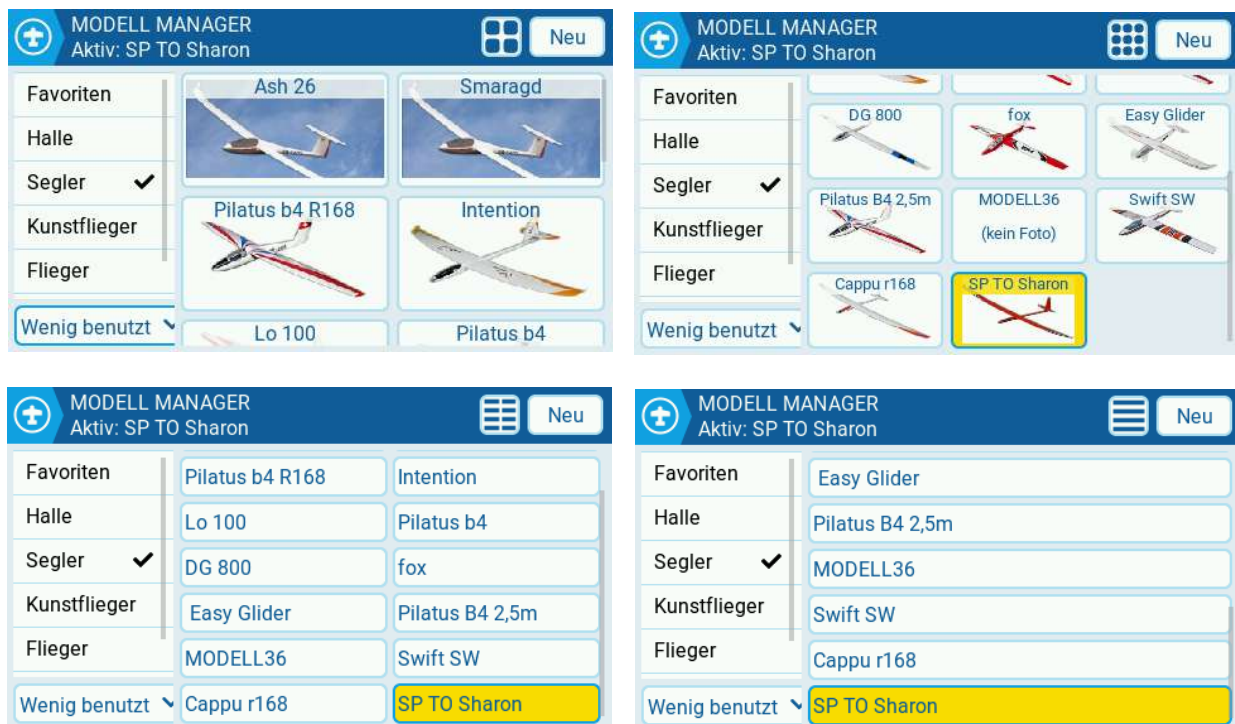 MODELL MANAGER
Aktiv: SP TO Sharon
Neu
Favoriten
Halle
Segler
Kunstflieger
Flieger
Wenig benutzt
Ash 26
Smaragd
Pilatus b4 R168
Intention
Lo 100
Pilatus b4
MODELL MANAGER
Aktiv: SP TO Sharon
Neu
Favoriten
Halle
Segler
Kunstflieger
Flieger
Wenig benutzt
DG 800
fox
Easy Glider
Pilatus B4 2,5m
MODELL36
(kein Foto)
Swift SW
Cappu r168
SP TO Sharon
MODELL MANAGER
Aktiv: SP TO Sharon
Neu
Favoriten
Halle
Segler
Kunstflieger
Flieger
Wenig benutzt
Pilatus b4 R168
Intention
Lo 100
Pilatus b4
DG 800
fox
Easy Glider
Pilatus B4 2,5m
MODELL36
Swift SW
Cappu r168
SP TO Sharon
MODELL MANAGER
Aktiv: SP TO Sharon
Neu
Favoriten
Halle
Segler
Kunstflieger
Flieger
Wenig benutzt
Easy Glider
Pilatus B4 2,5m
MODELL36
Swift SW
Cappu r168
SP TO Sharon